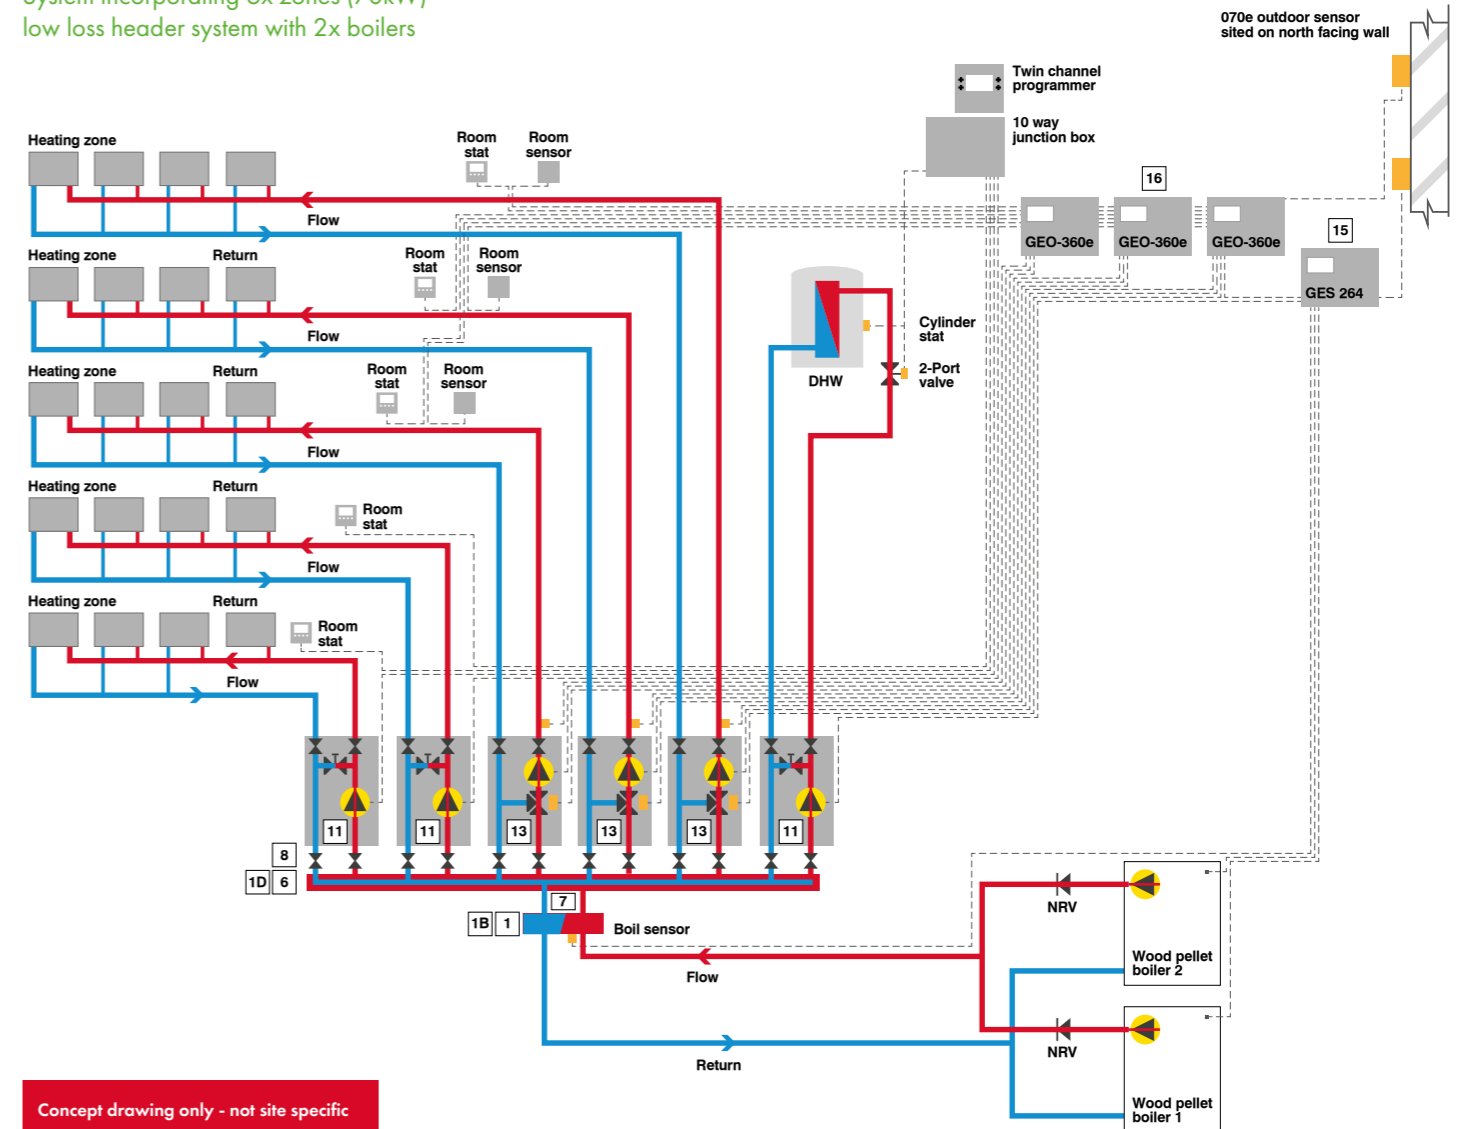 low loss header system with 2x boilers
070e outdoor sensor
sited on north facing wall
Twin channel
programmer
10 way
junction box
Heating zone
Room
stat
Room
sensor
Flow
16
GEO-360e
GEO-360e
GEO-360e
15
GES 264
Heating zone
Return
Room
stat
Room
sensor
Flow
Cylinder
stat
2-Port
valve
DHW
Heating zone
Return
Room
stat
Room
sensor
Flow
Heating zone
Return
Room
stat
Flow
Heating zone
Return
Room
stat
Flow
11
11
13
13
13
11
8
1D
6
7
1B
1
Boil sensor
NRV
Wood pellet
boiler 2
Flow
NRV
Return
Wood pellet
boiler 1
Concept drawing only - not site specific